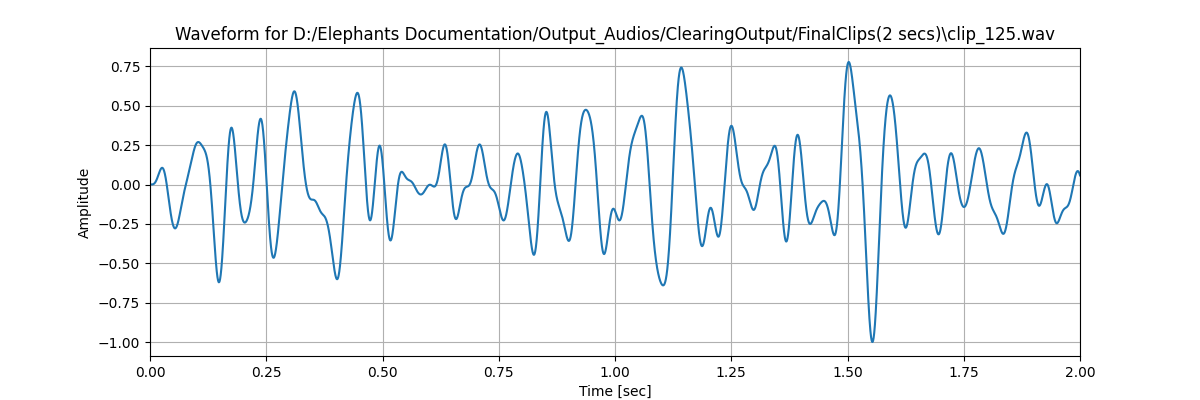 Waveform for D:/Elephants Documentation/Output_Audios/ClearingOutput/FinalClips(2 secs)\clip_125.wav
Amplitude
0.75
0.50
0.25
0.00
−0.25
−0.50
−0.75
−1.00
0.00 0.25 0.50 0.75 1.00 1.25 1.50 1.75 2.00
Time [sec]